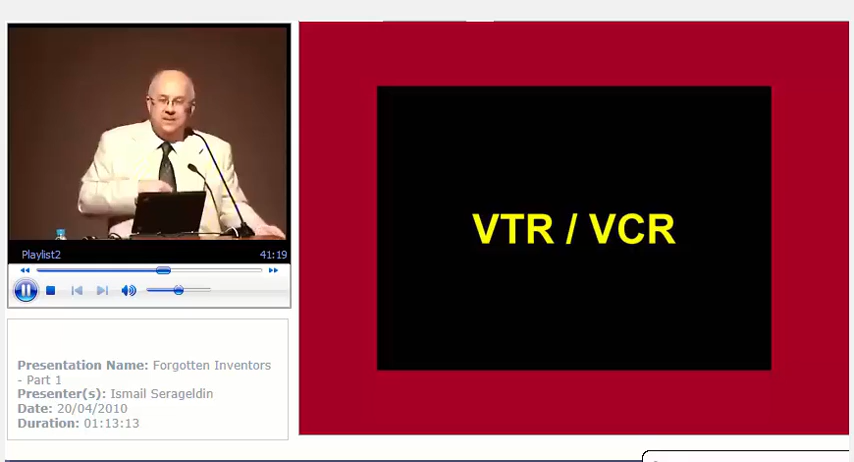 VTR / VCR
Playlist2 41:19
Presentation Name: Forgotten Inventors
- Part 1
Presenter(s): Ismail Serageldin
Date: 20/04/2010
Duration: 01:13:13